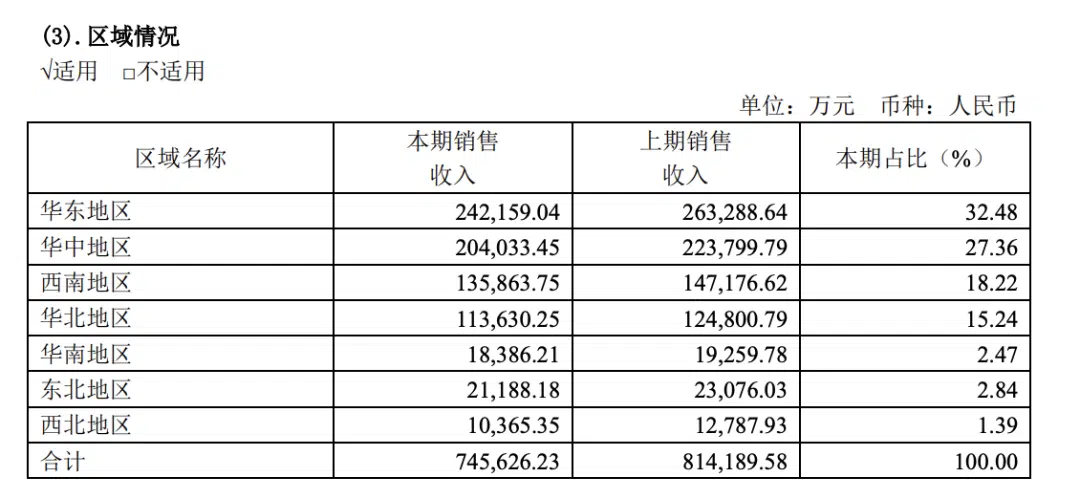 (3).区域情况
√适用 □不适用
单位：万元 币种：人民币
区域名称 本期销售收入 上期销售收入 本期占比（%）
华东地区 242,159.04 263,288.64 32.48
华中地区 204,033.45 223,799.79 27.36
西南地区 135,863.75 147,176.62 18.22
华北地区 113,630.25 124,800.79 15.24
华南地区 18,386.21 19,259.78 2.47
东北地区 21,188.18 23,076.03 2.84
西北地区 10,365.35 12,787.93 1.39
合计 745,626.23 814,189.58 100.00